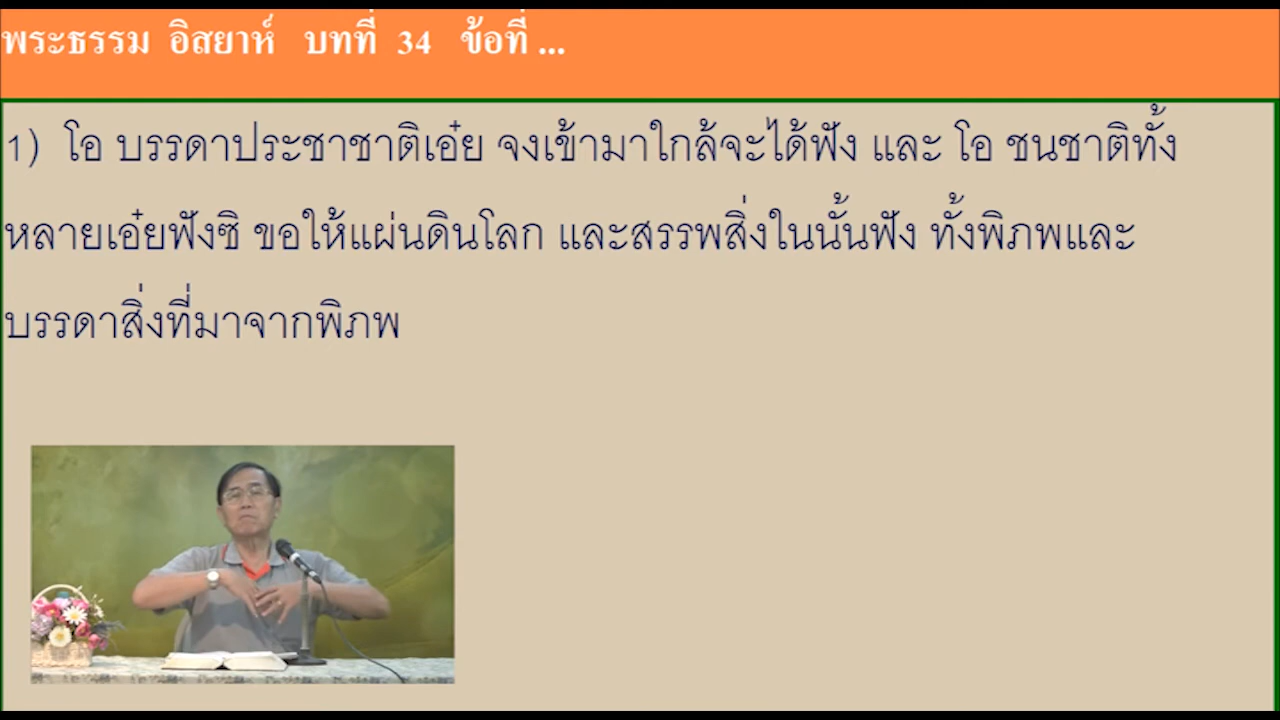 พระธรรม อิสยาห์ บทที่ 34 ข้อที่ ...
1) โอ บรรดาประชาชาติเอ๋ย จงเข้ามาใกล้จะได้ฟัง และ โอ ชนชาติทั้ง
หลายเอ๋ยฟังซิ ขอให้แผ่นดินโลก และสรรพสิ่งในนั้นฟัง ทั้งพิภพและ
บรรดาสิ่งที่มาจากพิภพ